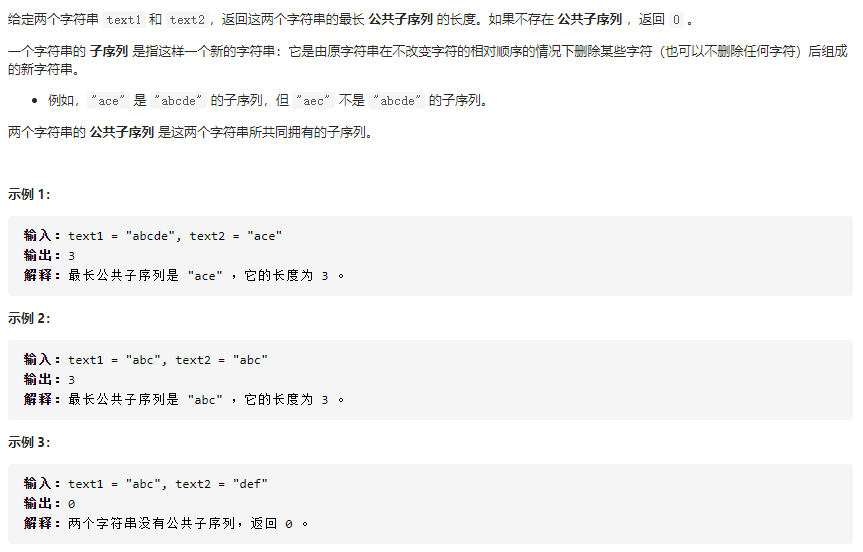 给定两个字符串 text1 和 text2，返回这两个字符串的最长 公共子序列 的长度。如果不存在 公共子序列 ，返回 0 。
一个字符串的 子序列 是指这样一个新的字符串：它是由原字符串在不改变字符的相对顺序的情况下删除某些字符（也可以不删除任何字符）后组成
的新字符串。
• 例如，"ace" 是 "abcde" 的子序列，但 "aec" 不是 "abcde" 的子序列。
两个字符串的 公共子序列 是这两个字符串所共同拥有的子序列。
示例 1：
输入：text1 = "abcde", text2 = "ace"
输出：3
解释：最长公共子序列是 "ace" ，它的长度为 3 。
示例 2：
输入：text1 = "abc", text2 = "abc"
输出：3
解释：最长公共子序列是 "abc" ，它的长度为 3 。
示例 3：
输入：text1 = "abc", text2 = "def"
输出：0
解释：两个字符串没有公共子序列，返回 0 。